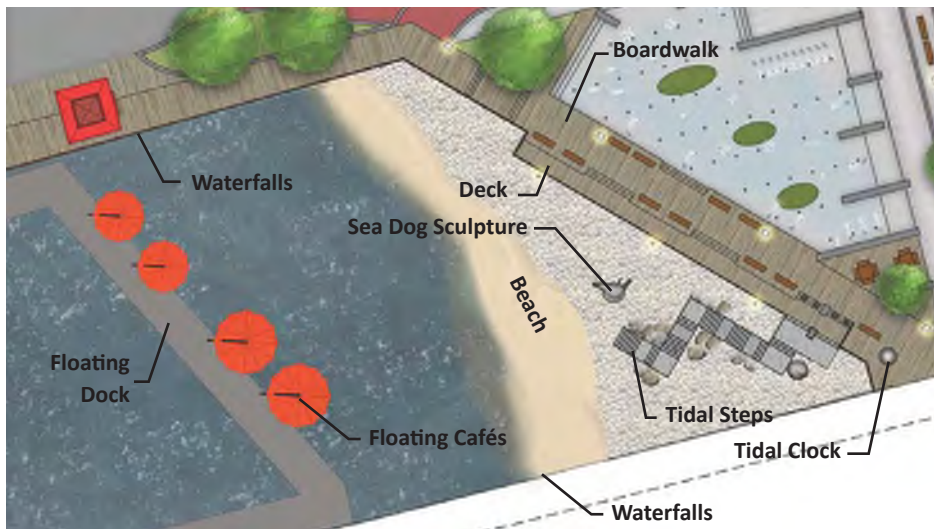 Boardwalk
Waterfalls
Deck
Sea Dog Sculpture
Beach
Floating
Dock
Tidal Steps
Floating Cafés
Tidal Clock
Waterfalls